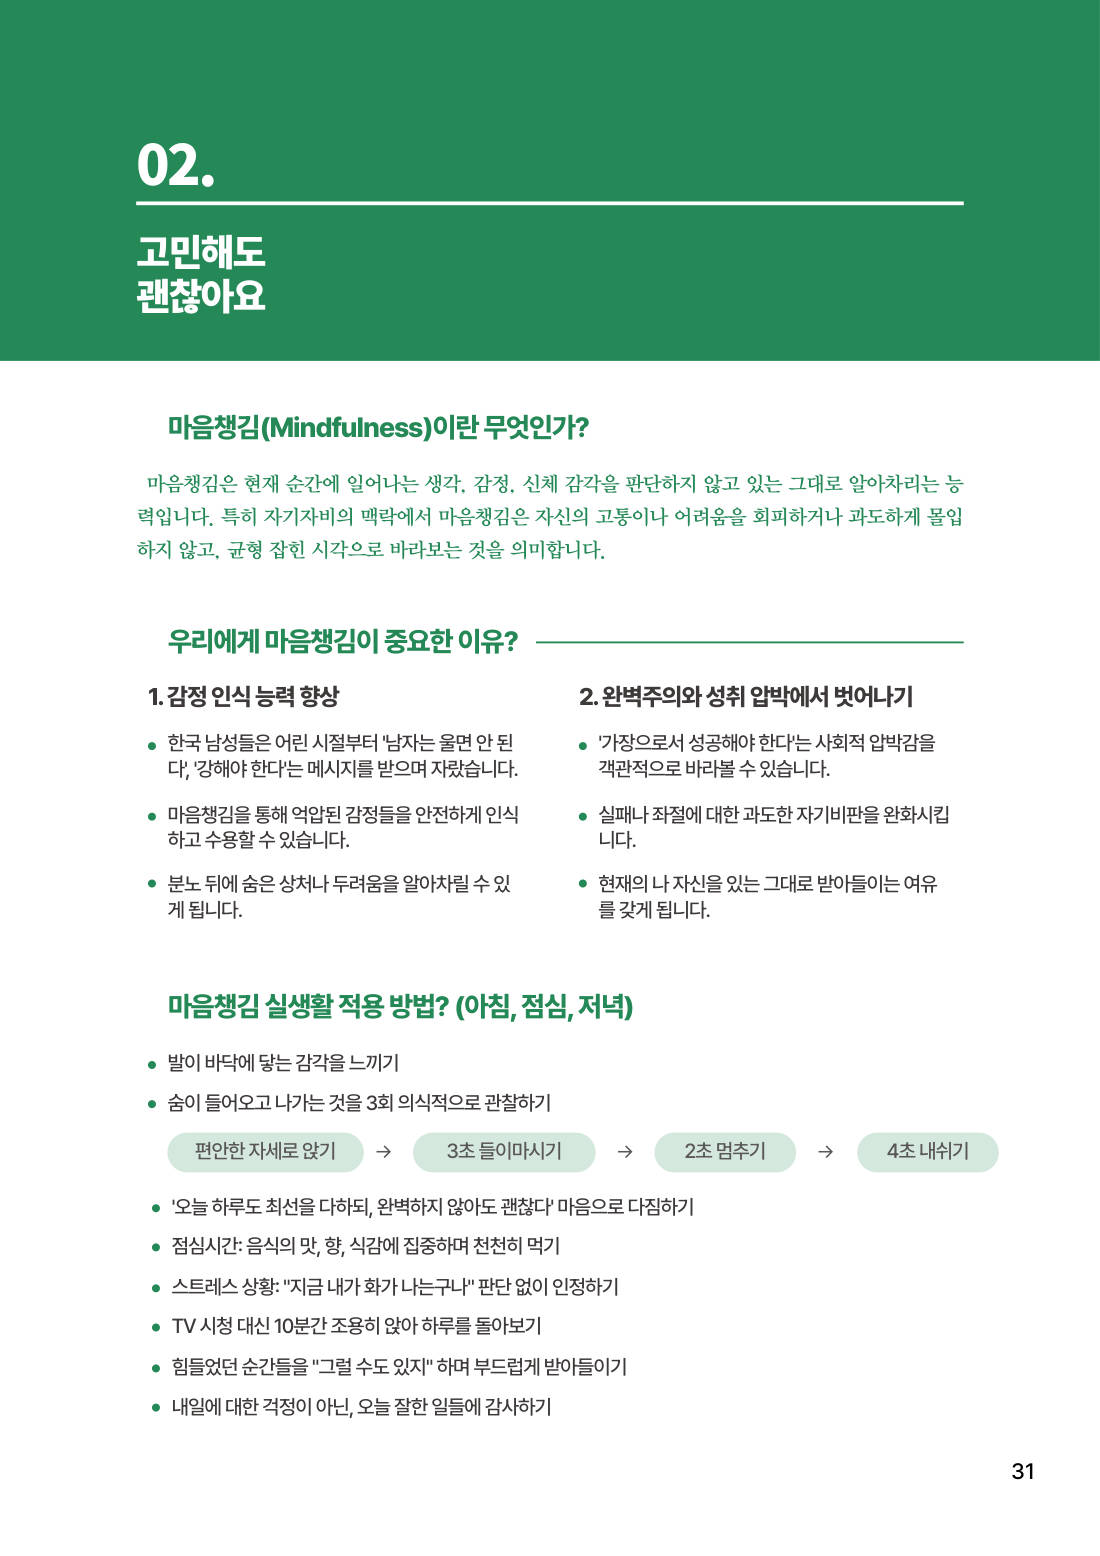 02.
고민해도
괜찮아요
마음챙김(Mindfulness)이란 무엇인가?
마음챙김은 현재 순간에 일어나는 생각, 감정, 신체 감각을 판단하지 않고 있는 그대로 알아차리는 능
력입니다. 특히 자기자비의 맥락에서 마음챙김은 자신의 고통이나 어려움을 회피하거나 과도하게 몰입
하지 않고, 균형 잡힌 시각으로 바라보는 것을 의미합니다.
우리에게 마음챙김이 중요한 이유?
1. 감정 인식 능력 향상
• 한국 남성들은 어린 시절부터 '남자는 울면 안 된
다', '강해야 한다'는 메시지를 받으며 자랐습니다.
• 마음챙김을 통해 억압된 감정들을 안전하게 인식
하고 수용할 수 있습니다.
• 분노 뒤에 숨은 상처나 두려움을 알아차릴 수 있
게 됩니다.
2. 완벽주의와 성취 압박에서 벗어나기
• '가장으로서 성공해야 한다'는 사회적 압박감을
객관적으로 바라볼 수 있습니다.
• 실패나 좌절에 대한 과도한 자기비판을 완화시킵
니다.
• 현재의 나 자신을 있는 그대로 받아들이는 여유
를 갖게 됩니다.
마음챙김 실생활 적용 방법? (아침, 점심, 저녁)
• 발이 바닥에 닿는 감각을 느끼기
• 숨이 들어오고 나가는 것을 3회 의식적으로 관찰하기
편안한 자세로 앉기 → 3초 들이마시기 → 2초 멈추기 → 4초 내쉬기
• '오늘 하루도 최선을 다하되, 완벽하지 않아도 괜찮다' 마음으로 다짐하기
• 점심시간: 음식의 맛, 향, 식감에 집중하며 천천히 먹기
• 스트레스 상황: "지금 내가 화가 나는구나" 판단 없이 인정하기
• TV 시청 대신 10분간 조용히 앉아 하루를 돌아보기
• 힘들었던 순간들을 "그럴 수도 있지" 하며 부드럽게 받아들이기
• 내일에 대한 걱정이 아닌, 오늘 잘한 일들에 감사하기
31